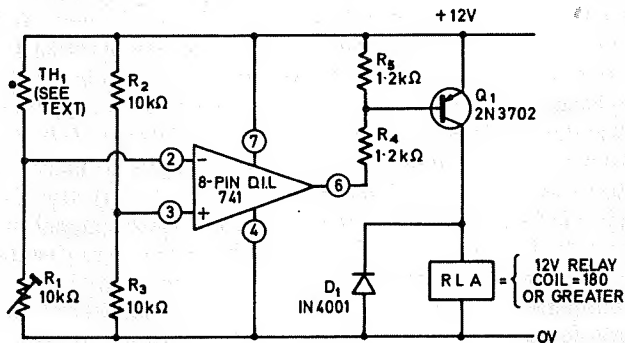 +12V
TH1
(SEE
TEXT)
R2
10kΩ
R5
1·2kΩ
Q1
2N3702
7
R4
1·2kΩ
2
-
8-PIN D.I.L
741
6
3
+
4
R1
10kΩ
R3
10kΩ
D1
IN4001
RLA
=
12V RELAY
COIL = 180
OR GREATER
0V